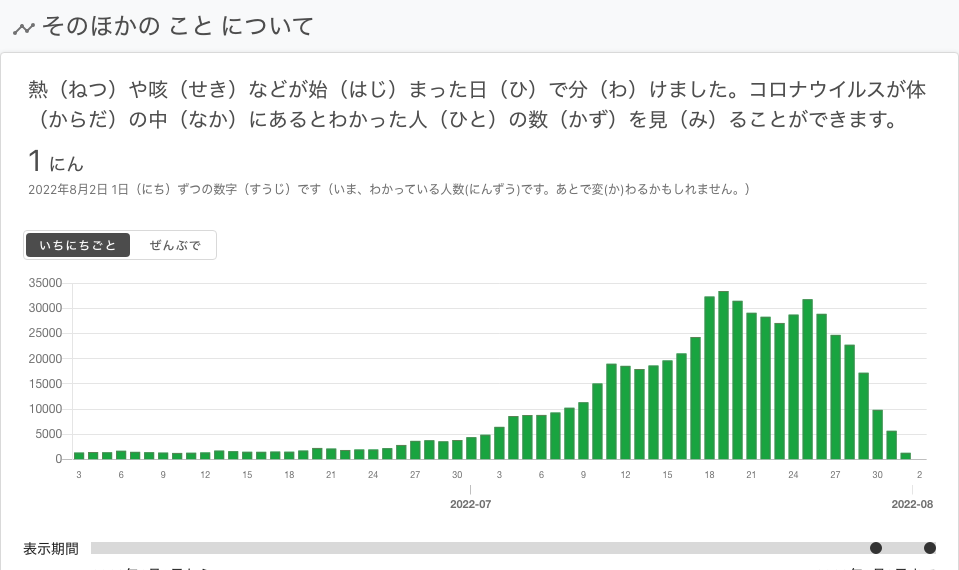 そのほかの こと について
熱（ねつ）や咳（せき）などが始（はじ）まった日（ひ）で分（わ）けました。コロナウイルスが体
（からだ）の中（なか）にあるとわかった人（ひと）の数（かず）を見（み）ることができます。
1 にん
2022年8月2日 1日（にち）ずつの数字（すうじ）です（いま、わかっている人数(にんずう)です。あとで変(か)わるかもしれません。）
いちにちごと ぜんぶで
35000
30000
25000
20000
15000
10000
5000
0
3 6 9 12 15 18 21 24 27 30 3 6 9 12 15 18 21 24 27 30 2
2022-07 2022-08
表示期間